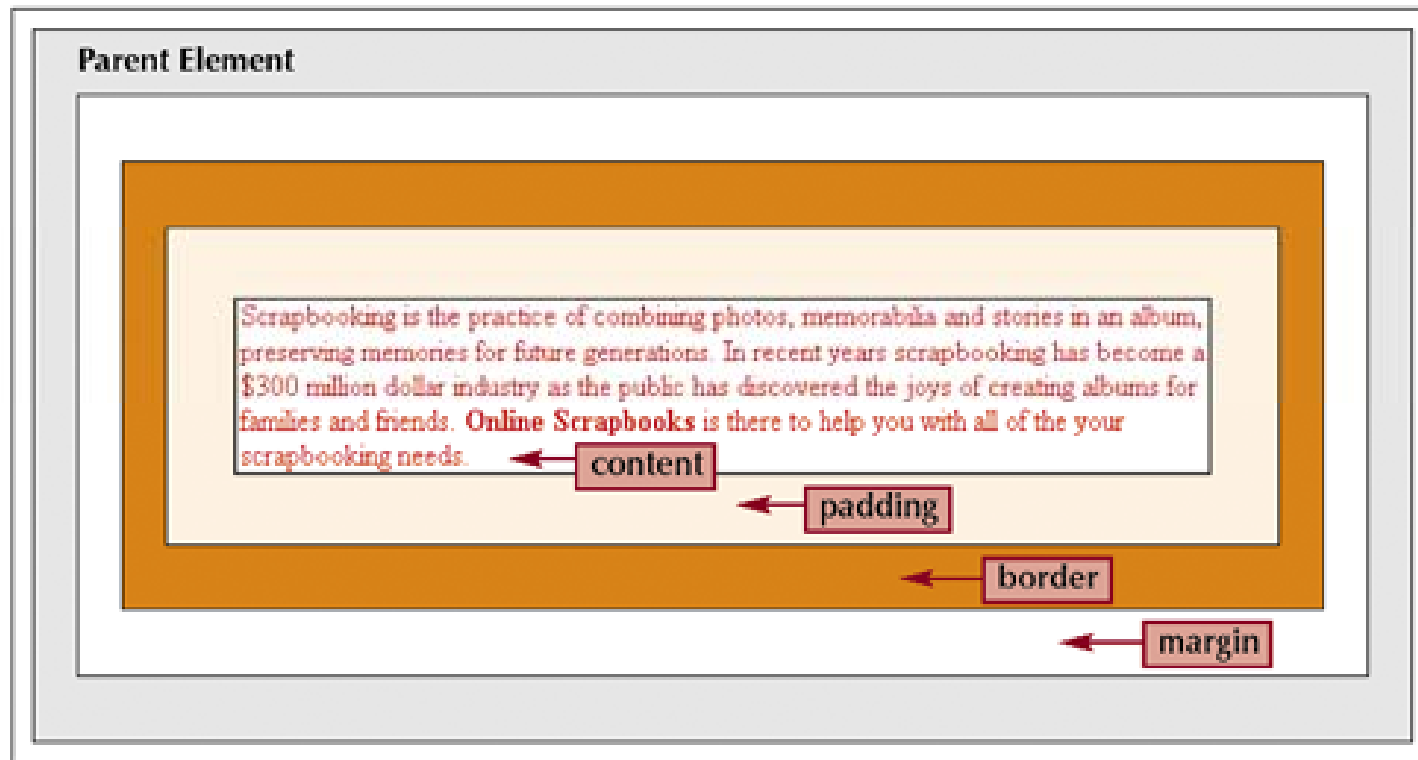 Parent Element
Scrapbooking is the practice of combining photos, memorabilia and stories in an album,
preserving memories for future generations. In recent years scrapbooking has become a
$300 million dollar industry as the public has discovered the joys of creating albums for
families and friends. Online Scrapbooks is there to help you with all of the your
scrapbooking needs.
content
padding
border
margin